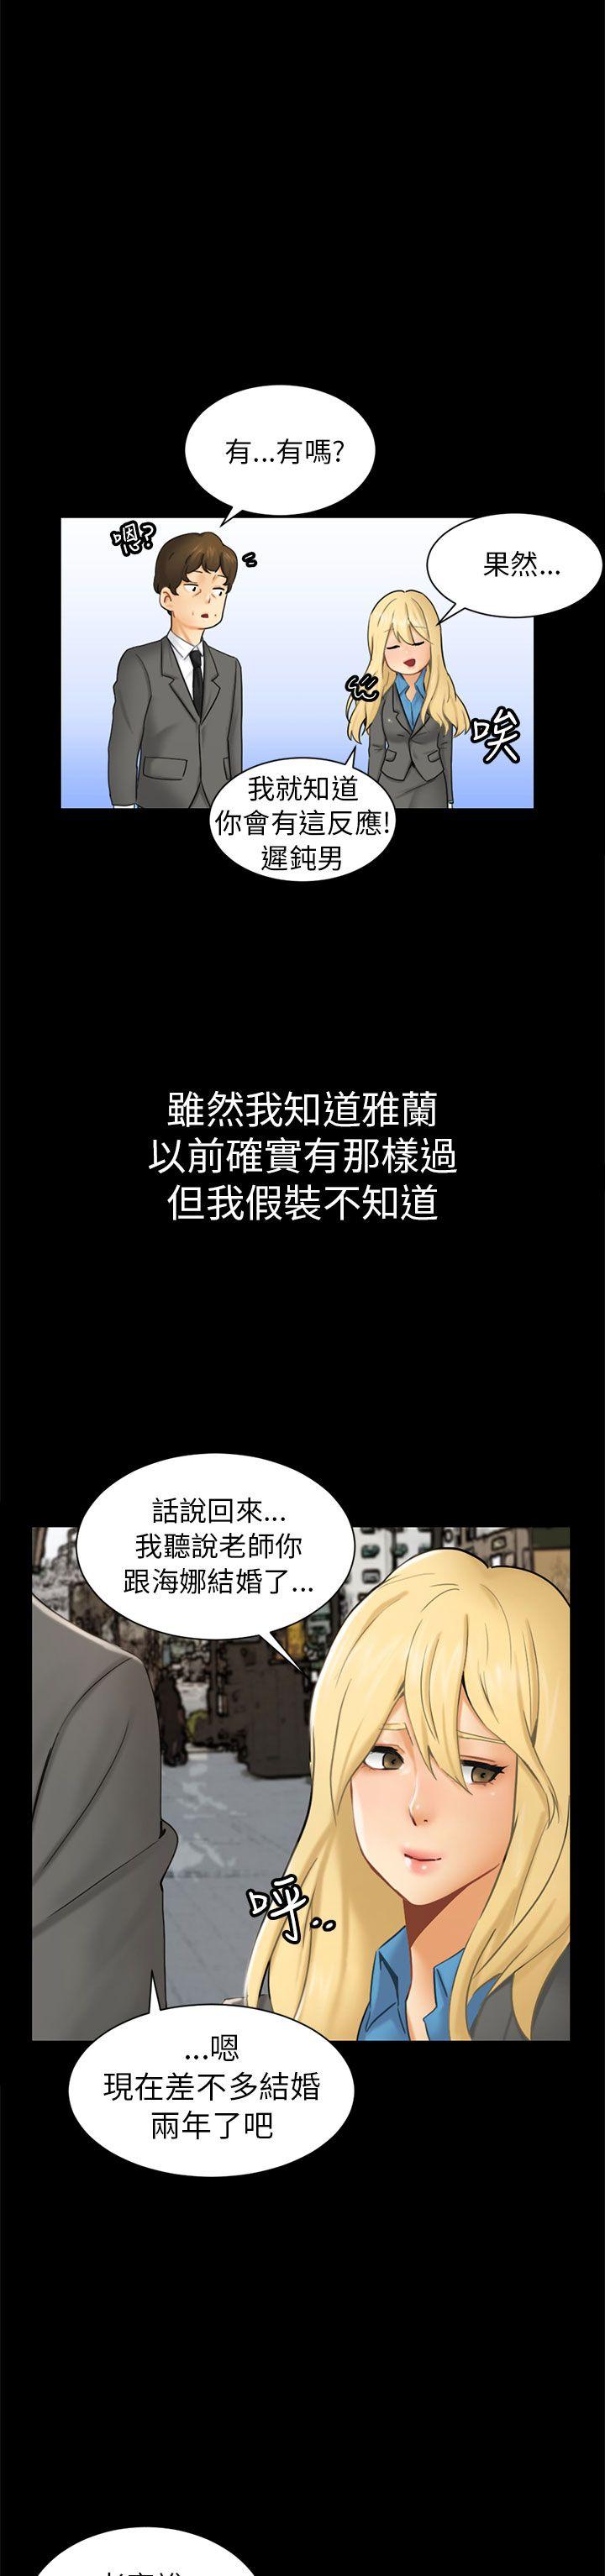 有...有嗎?
嗯?
果然...
唉
我就知道
你會有這反應!
遲鈍男
雖然我知道雅蘭
以前確實有那樣過
但我假裝不知道
話說回來...
我聽說老師你
跟海娜結婚了...
呼..
...嗯
現在差不多結婚
兩年了吧